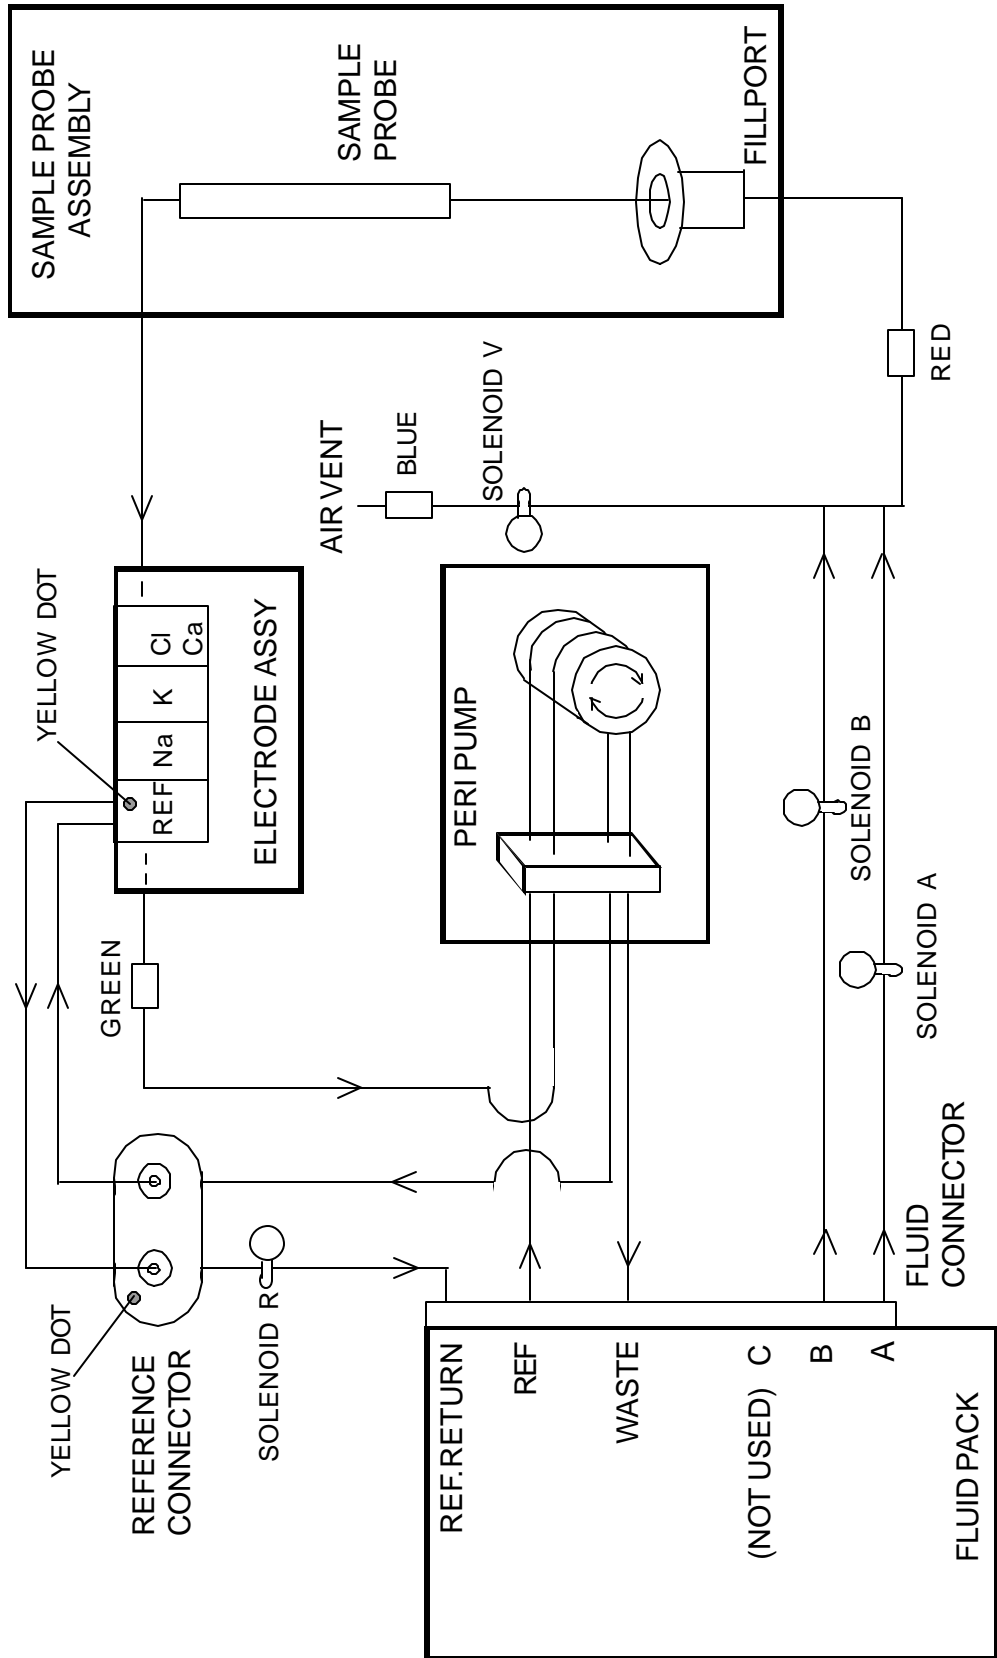 SAMPLE PROBE
ASSEMBLY
SAMPLE
PROBE
FILLPORT
RED
AIR VENT
BLUE
SOLENOID V
YELLOW DOT
REF
Na
K
Cl
Ca
ELECTRODE ASSY
PERI PUMP
GREEN
SOLENOID B
SOLENOID A
YELLOW DOT
REFERENCE
CONNECTOR
SOLENOID R
FLUID
CONNECTOR
REF.RETURN
REF
WASTE
(NOT USED) C
B
A
FLUID PACK